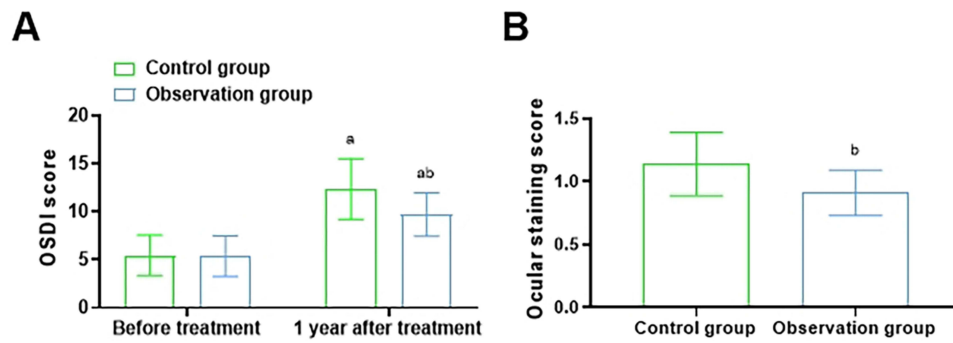 A
Control group
Observation group
20
15
10
5
0
OSDI score
a
ab
Before treatment
1 year after treatment
B
1.5
1.0
0.5
0.0
Ocular staining score
b
Control group
Observation group